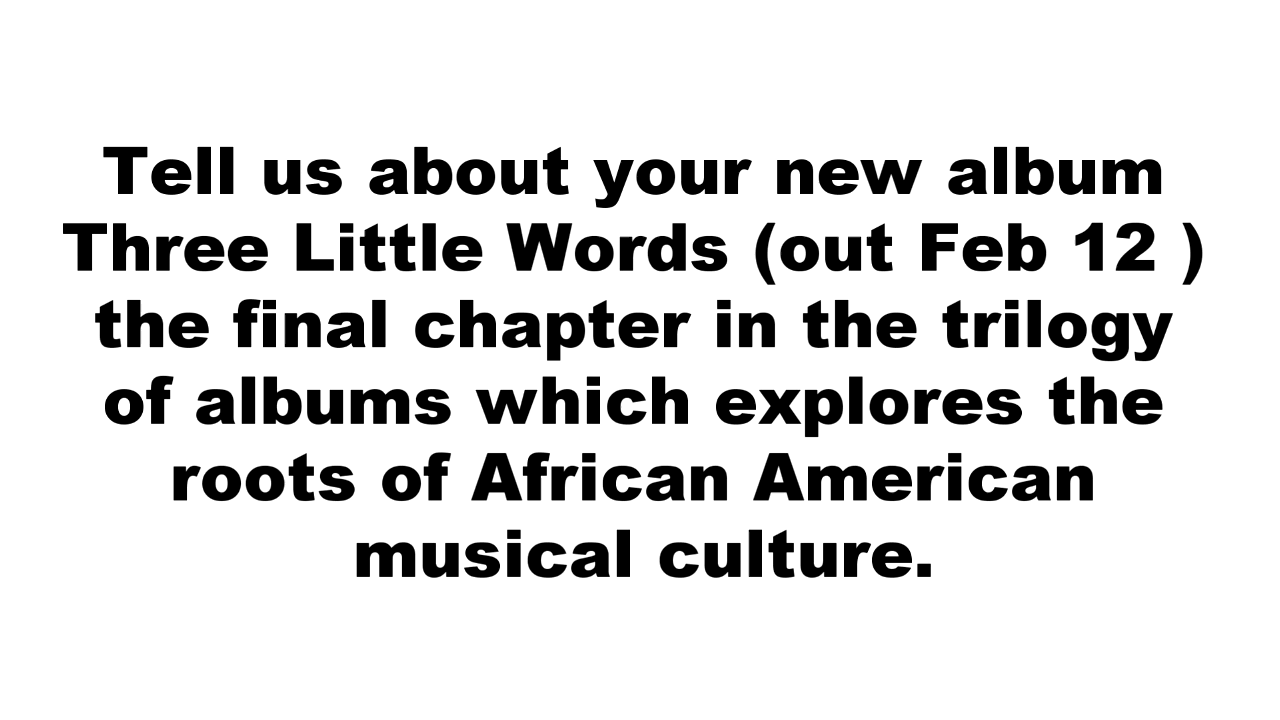 Tell us about your new album
Three Little Words (out Feb 12 )
the final chapter in the trilogy
of albums which explores the
roots of African American
musical culture.